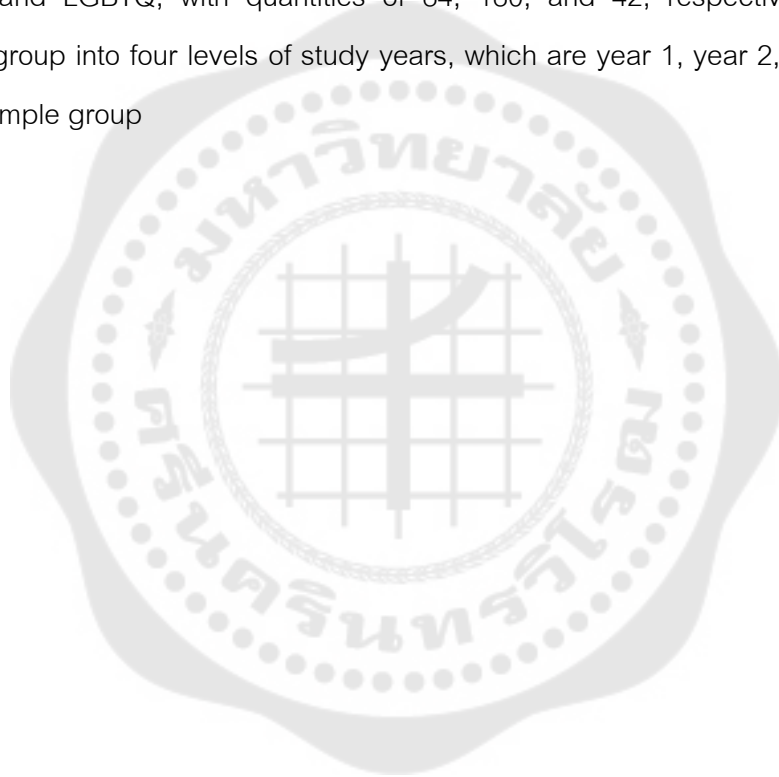 and LGBTQ, with quantities of 84, 180, and 42, respectiv
group into four levels of study years, which are year 1, year 2,
mple group
มหาวิทยาลัย
ศรีนครินทรวิโรฒ